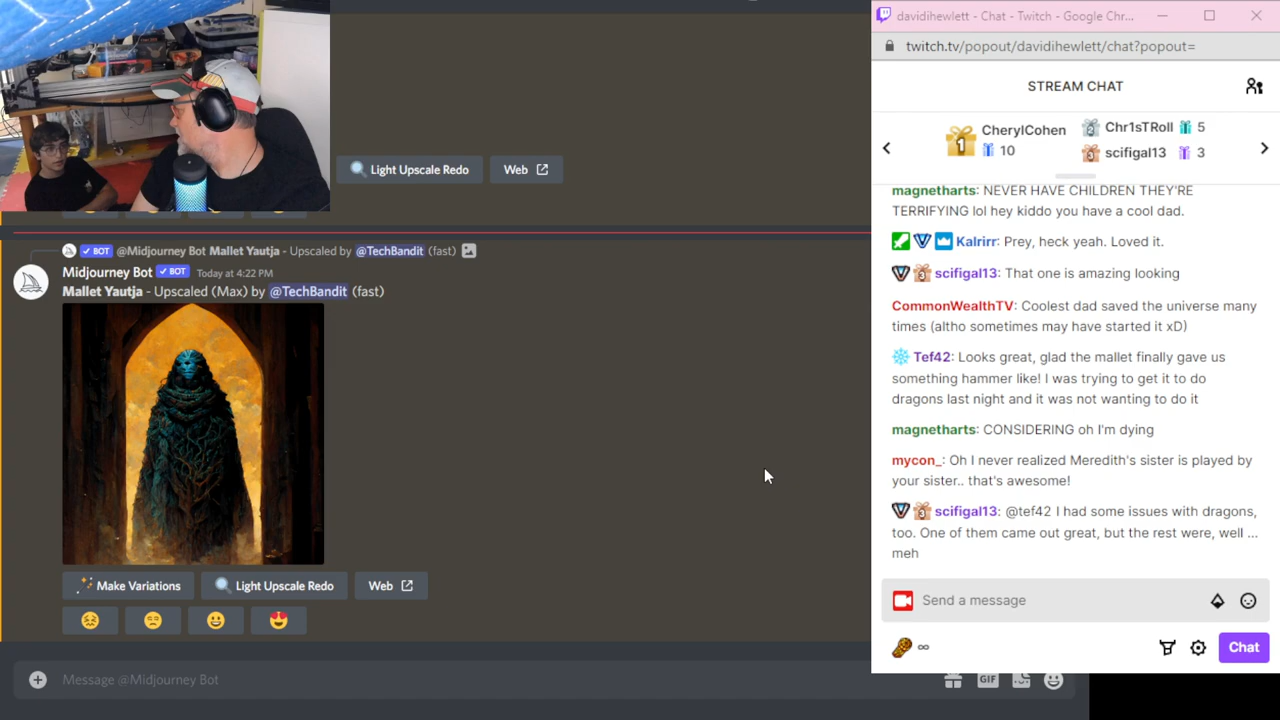 Light Upscale Redo
Web
BOT @Midjourney Bot Mallet Yautja - Upscaled by @TechBandit (fast)
Midjourney Bot BOT Today at 4:22 PM
Mallet Yautja - Upscaled (Max) by @TechBandit (fast)
Make Variations
Light Upscale Redo
Web
Message @Midjourney Bot
GIF
davidihewlett - Chat - Twitch - Google Chr...
twitch.tv/popout/davidihewlett/chat?popout=
STREAM CHAT
1 CherylCohen
10
2 Chr1sTRoll 5
3 scifigal13 3
magnetharts: NEVER HAVE CHILDREN THEY'RE
TERRIFYING lol hey kiddo you have a cool dad.
Kalrirr: Prey, heck yeah. Loved it.
3 scifigal13: That one is amazing looking
CommonWealthTV: Coolest dad saved the universe many
times (altho sometimes may have started it xD)
Tef42: Looks great, glad the mallet finally gave us
something hammer like! I was trying to get it to do
dragons last night and it was not wanting to do it
magnetharts: CONSIDERING oh I'm dying
mycon_: Oh I never realized Meredith's sister is played by
your sister.. that's awesome!
3 scifigal13: @tef42 I had some issues with dragons,
too. One of them came out great, but the rest were, well ...
meh
Send a message
∞
Chat